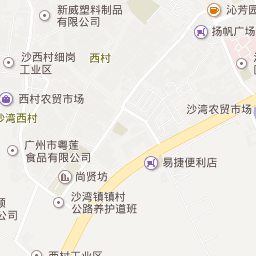 新威塑料制品
有限公司
沁芳园
扬帆广场
沙西村细岗
工业区
西村
西村农贸市场
沙湾农贸市场
沙湾西村
广州市粤莲
食品有限公司
易捷便利店
尚贤坊
沙湾镇镇村
公路养护道班
西村工业区